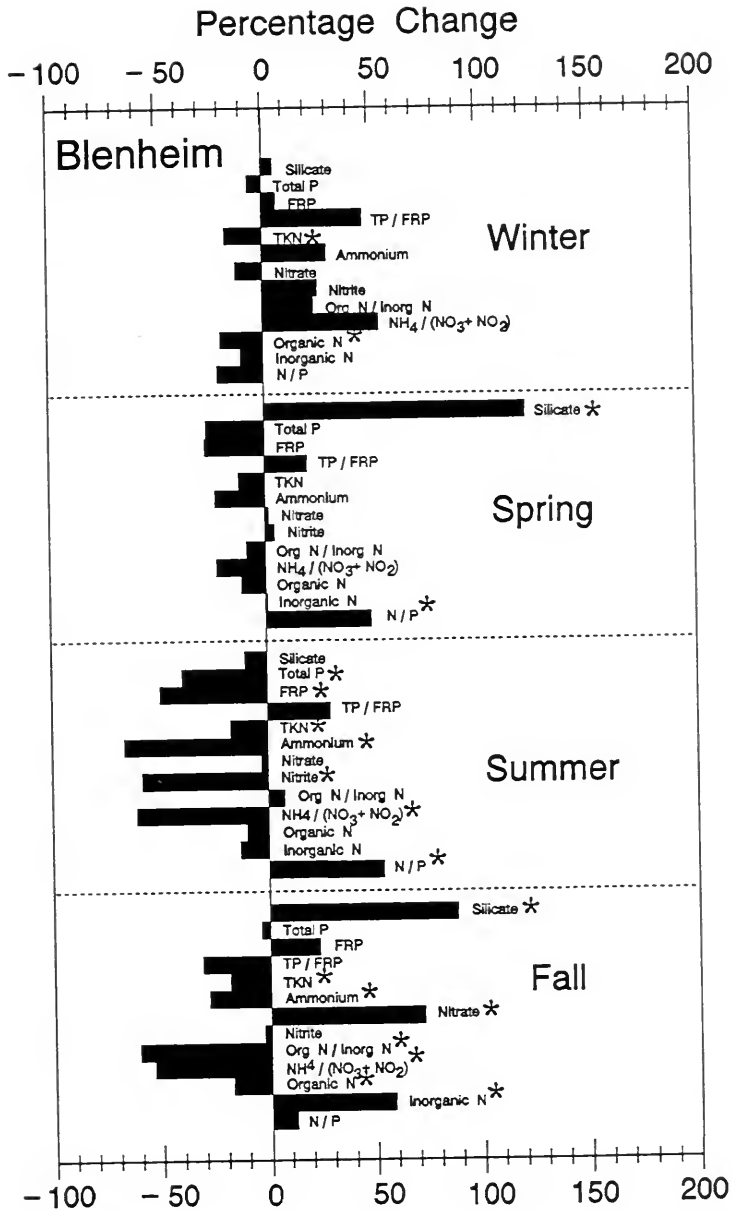 Percentage Change
−100 −50 0 50 100 150 200
Blenheim
Silicate
Total P
FRP
TP / FRP
TKN*
Winter
Ammonium
Nitrate
Nitrite
Org N / Inorg N
NH4 / (NO3+ NO2)
Organic N*
Inorganic N
N / P
Silicate *
Total P
FRP
TP / FRP
TKN
Ammonium
Spring
Nitrate
Nitrite
Org N / Inorg N
NH4 / (NO3+ NO2)
Organic N
Inorganic N
N / P*
Silicate
Total P*
FRP*
TP / FRP
TKN*
Ammonium*
Nitrate
Summer
Nitrite*
Org N / Inorg N
NH4 / (NO3+ NO2)*
Organic N
Inorganic N
N / P*
Silicate*
Total P
FRP
TP / FRP
Fall
TKN*
Ammonium*
Nitrate*
Nitrite
Org N / Inorg N*
NH4 / (NO3+ NO2)*
Organic N*
Inorganic N*
N / P
−100 −50 0 50 100 150 200